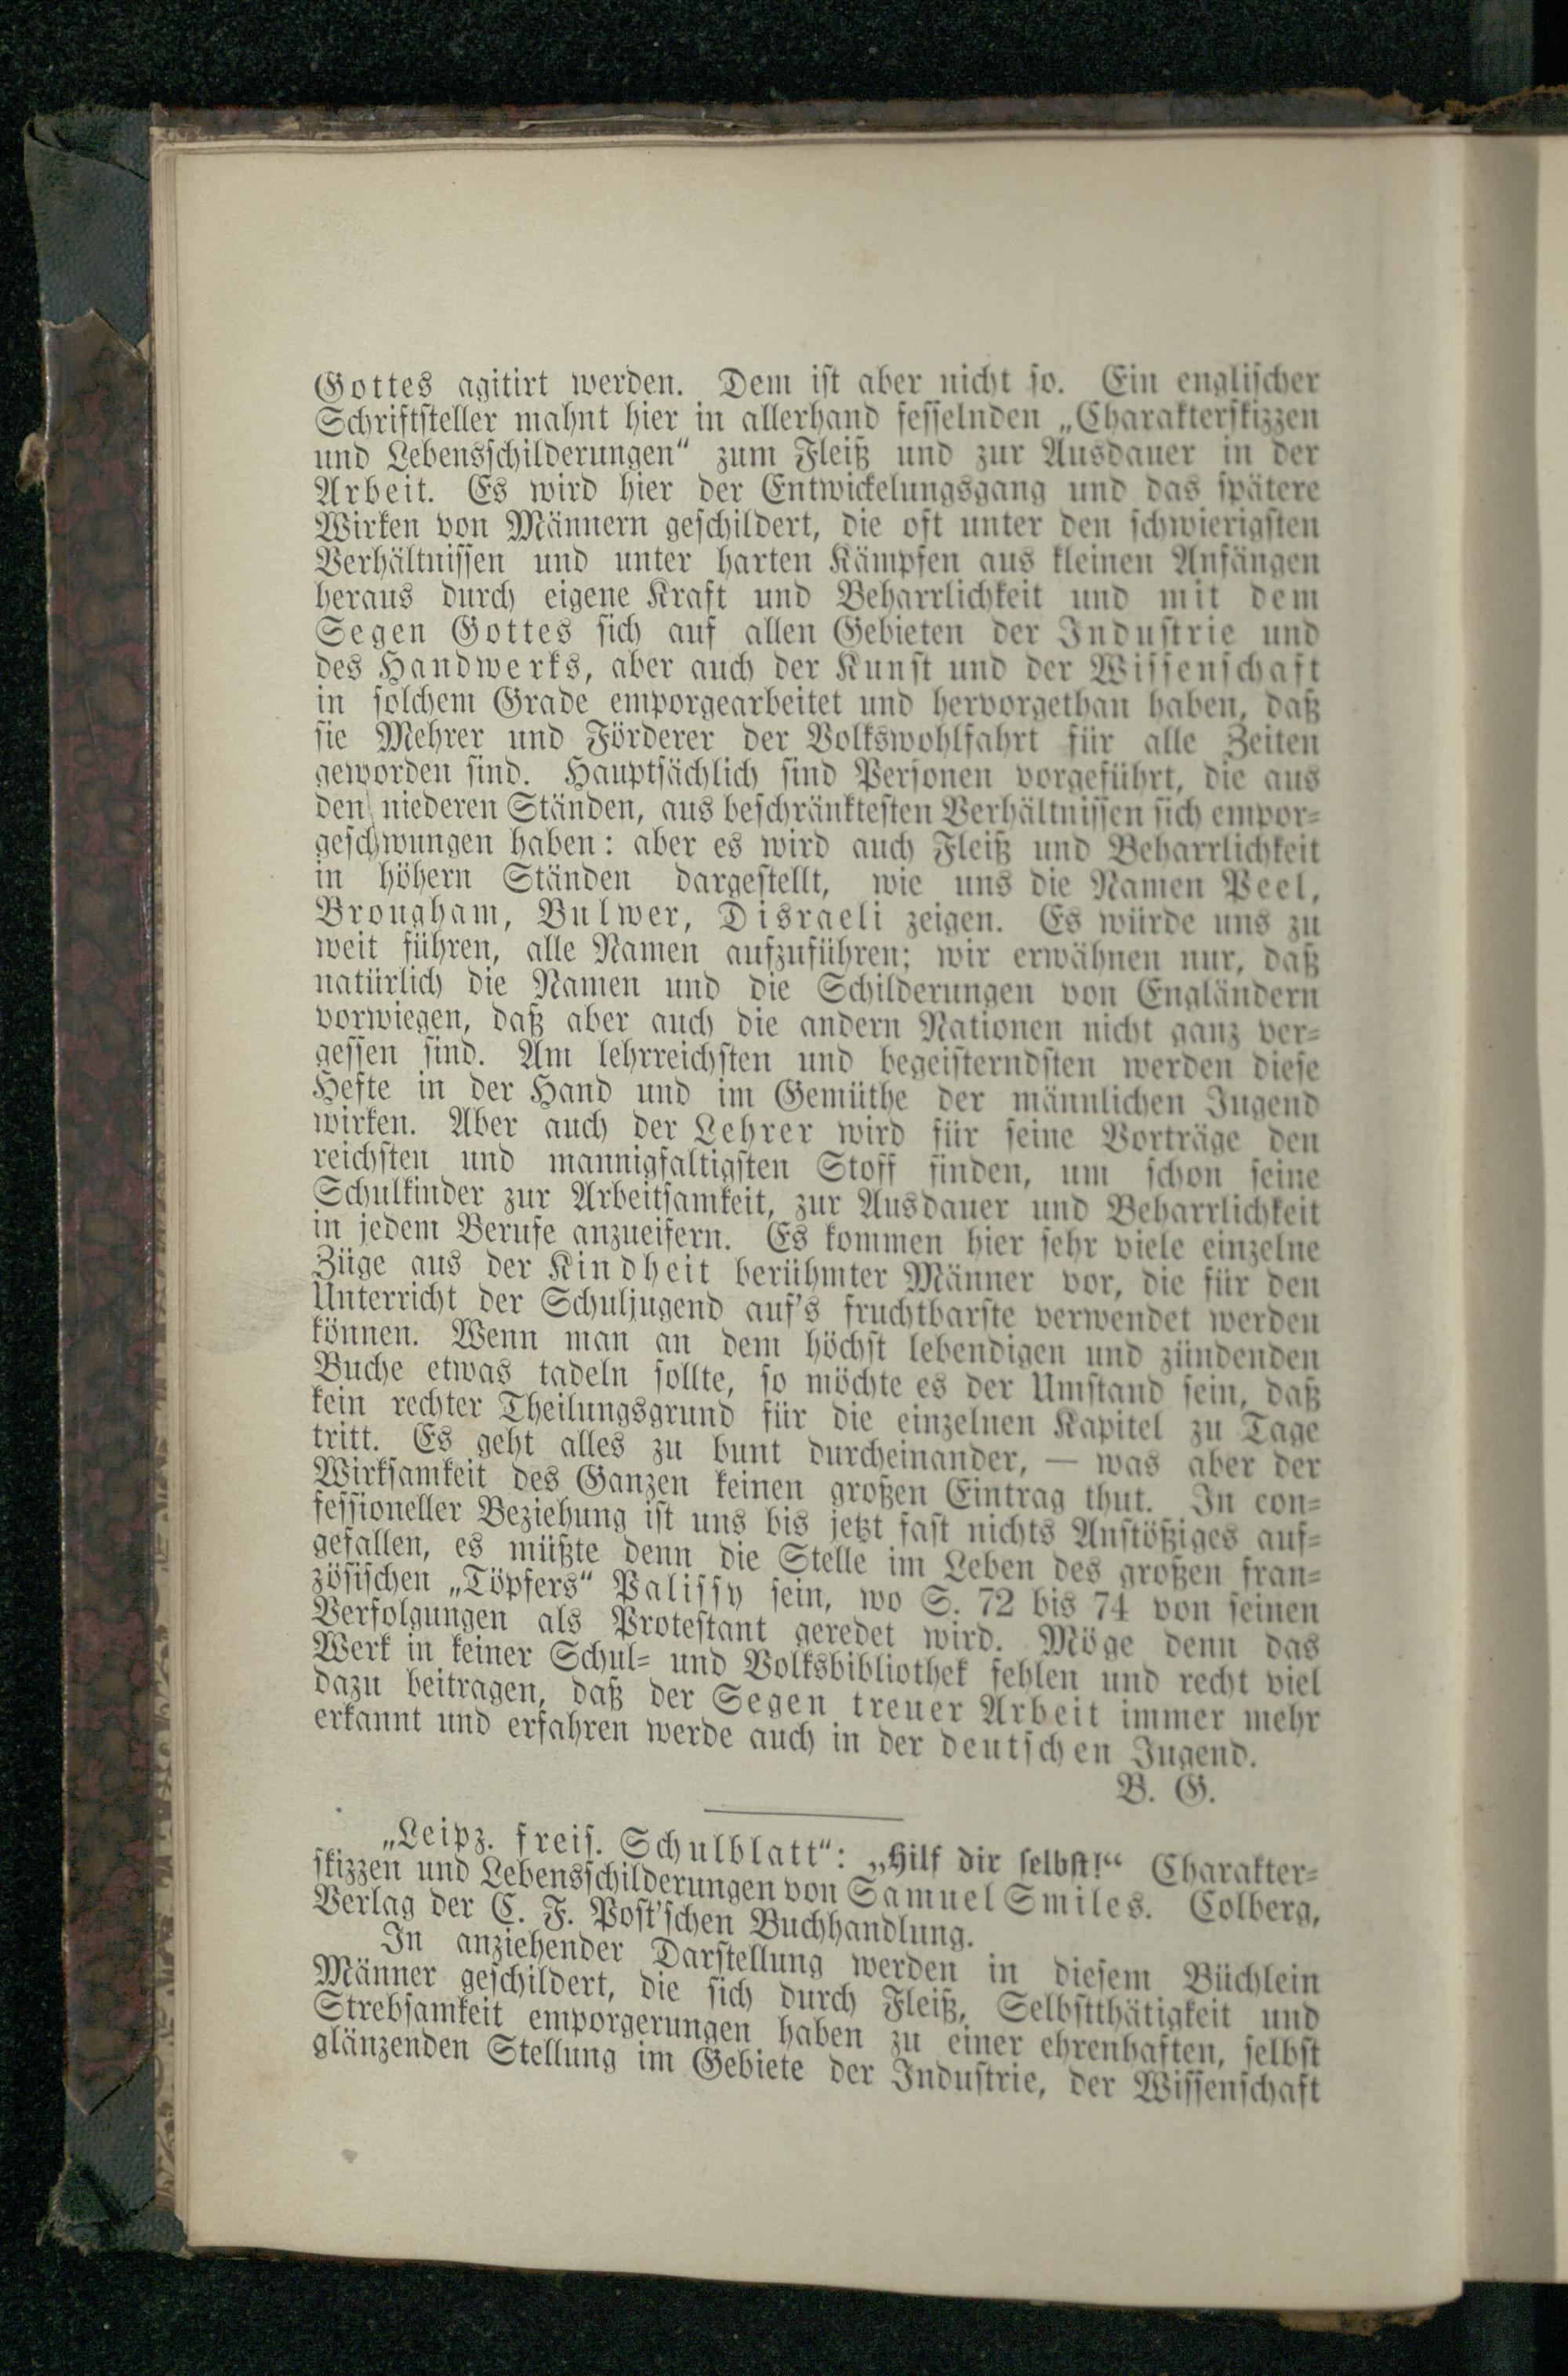 Gottes agitirt werden. Dem ist aber nicht so. Ein englischer
Schriftsteller mahnt hier in allerhand fesselnden „Charakterskizzen
und Lebensschilderungen“ zum Fleiß und zur Ausdauer in der
Arbeit. Es wird hier der Entwickelungsgang und das spätere
Wirken von Männern geschildert, die oft unter den schwierigsten
Verhältnissen und unter harten Kämpfen aus kleinen Anfängen
heraus durch eigene Kraft und Beharrlichkeit und mit dem
Segen Gottes sich auf allen Gebieten der Industrie und
des Handwerks, aber auch der Kunst und der Wissenschaft
in solchem Grade emporgearbeitet und hervorgethan haben, daß
sie Mehrer und Förderer der Volkswohlfahrt für alle Zeiten
geworden sind. Hauptsächlich sind Personen vorgeführt, die aus
den niederen Ständen, aus beschränktesten Verhältnissen sich empor-
geschwungen haben: aber es wird auch Fleiß und Beharrlichkeit
in höhern Ständen dargestellt, wie uns die Namen Peel,
Brougham, Bulwer, Disraeli zeigen. Es würde uns zu
weit führen, alle Namen aufzuführen; wir erwähnen nur, daß
natürlich die Namen und die Schilderungen von Engländern
vorwiegen, daß aber auch die andern Nationen nicht ganz ver-
gessen sind. Am lehrreichsten und begeisterndsten werden diese
Hefte in der Hand und im Gemüthe der männlichen Jugend
wirken. Aber auch der Lehrer wird für seine Vorträge den
reichsten und mannigfaltigsten Stoff finden, um schon seine
Schulkinder zur Arbeitsamkeit, zur Ausdauer und Beharrlichkeit
in jedem Berufe anzueifern. Es kommen hier sehr viele einzelne
Züge aus der Kindheit berühmter Männer vor, die für den
Unterricht der Schuljugend auf's fruchtbarste verwendet werden
können. Wenn man an dem höchst lebendigen und zündenden
Buche etwas tadeln sollte, so möchte es der Umstand sein, daß
kein rechter Theilungsgrund für die einzelnen Kapitel zu Tage
tritt. Es geht alles zu bunt durcheinander, — was aber der
Wirksamkeit des Ganzen keinen großen Eintrag thut. In con-
fessioneller Beziehung ist uns bis jetzt fast nichts Anstößiges auf-
gefallen, es müßte denn die Stelle im Leben des großen fran-
zösischen „Töpfers“ Palissy sein, wo S. 72 bis 74 von seinen
Verfolgungen als Protestant geredet wird. Möge denn das
Werk in keiner Schul- und Volksbibliothek fehlen und recht viel
dazu beitragen, daß der Segen treuer Arbeit immer mehr
erkannt und erfahren werde auch in der deutschen Jugend.
B. G.
„Leipz. freis. Schulblatt“: „Hilf dir selbst!“ Charakter-
skizzen und Lebensschilderungen von Samuel Smiles. Colberg,
Verlag der C. F. Post'schen Buchhandlung.
In anziehender Darstellung werden in diesem Büchlein
Männer geschildert, die sich durch Fleiß, Selbstthätigkeit und
Strebsamkeit emporgerungen haben zu einer ehrenhaften, selbst
glänzenden Stellung im Gebiete der Industrie, der Wissenschaft